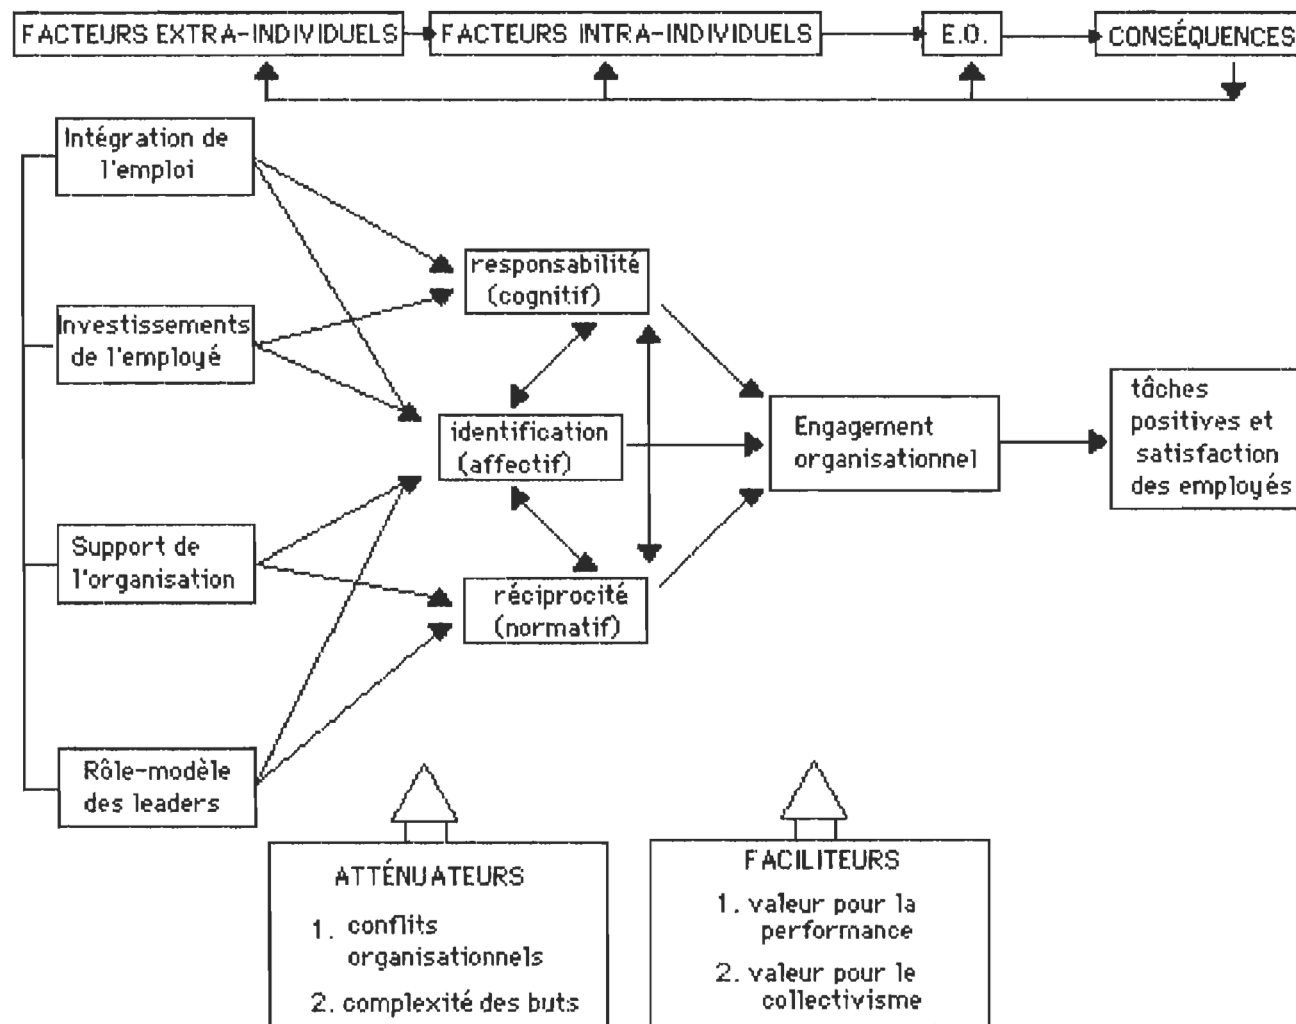 FACTEURS EXTRA-INDIVIDUELS
FACTEURS INTRA-INDIVIDUELS
E.O.
CONSÉQUENCES
Intégration de
l'emploi
Investissements
de l'employé
Support de
l'organisation
Rôle-modèle
des leaders
responsabilité
(cognitif)
identification
(affectif)
réciprocité
(normatif)
Engagement
organisationnel
tâches
positives et
satisfaction
des employés
ATTÉNUATEURS
1. conflits
organisationnels
2. complexité des buts
FACILITEURS
1. valeur pour la
performance
2. valeur pour le
collectivisme